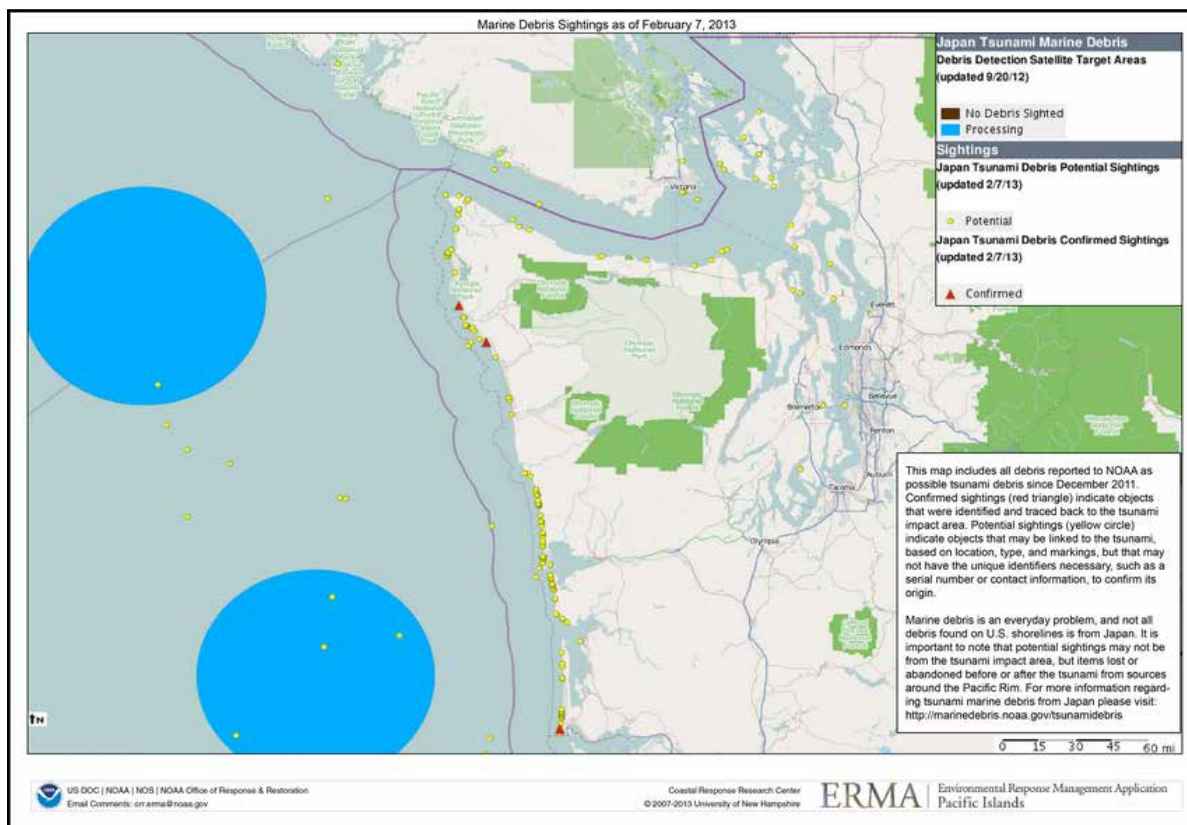 Marine Debris Sightings as of February 7, 2013
Japan Tsunami Marine Debris
Debris Detection Satellite Target Areas
(updated 9/20/12)
No Debris Sighted
Processing
Sightings
Japan Tsunami Debris Potential Sightings
(updated 2/7/13)
Potential
Japan Tsunami Debris Confirmed Sightings
(updated 2/7/13)
Confirmed
Victoria
Everett
Edmonds
Olympic
National
Park
Bellevue
Bremerton
Renton
Auburn
Tacoma
Olympia
This map includes all debris reported to NOAA as
possible tsunami debris since December 2011.
Confirmed sightings (red triangle) indicate objects
that were identified and traced back to the tsunami
impact area. Potential sightings (yellow circle)
indicate objects that may be linked to the tsunami,
based on location, type, and markings, but that may
not have the unique identifiers necessary, such as a
serial number or contact information, to confirm its
origin.
Marine debris is an everyday problem, and not all
debris found on U.S. shorelines is from Japan. It is
important to note that potential sightings may not be
from the tsunami impact area, but items lost or
abandoned before or after the tsunami from sources
around the Pacific Rim. For more information regard-
ing tsunami marine debris from Japan please visit:
http://marinedebris.noaa.gov/tsunamidebris
N
0 15 30 45 60 mi
US DOC | NOAA | NOS | NOAA Office of Response & Restoration
Email Comments: orr.erma@noaa.gov
Coastal Response Research Center
© 2007-2013 University of New Hampshire
ERMA
Environmental Response Management Application
Pacific Islands